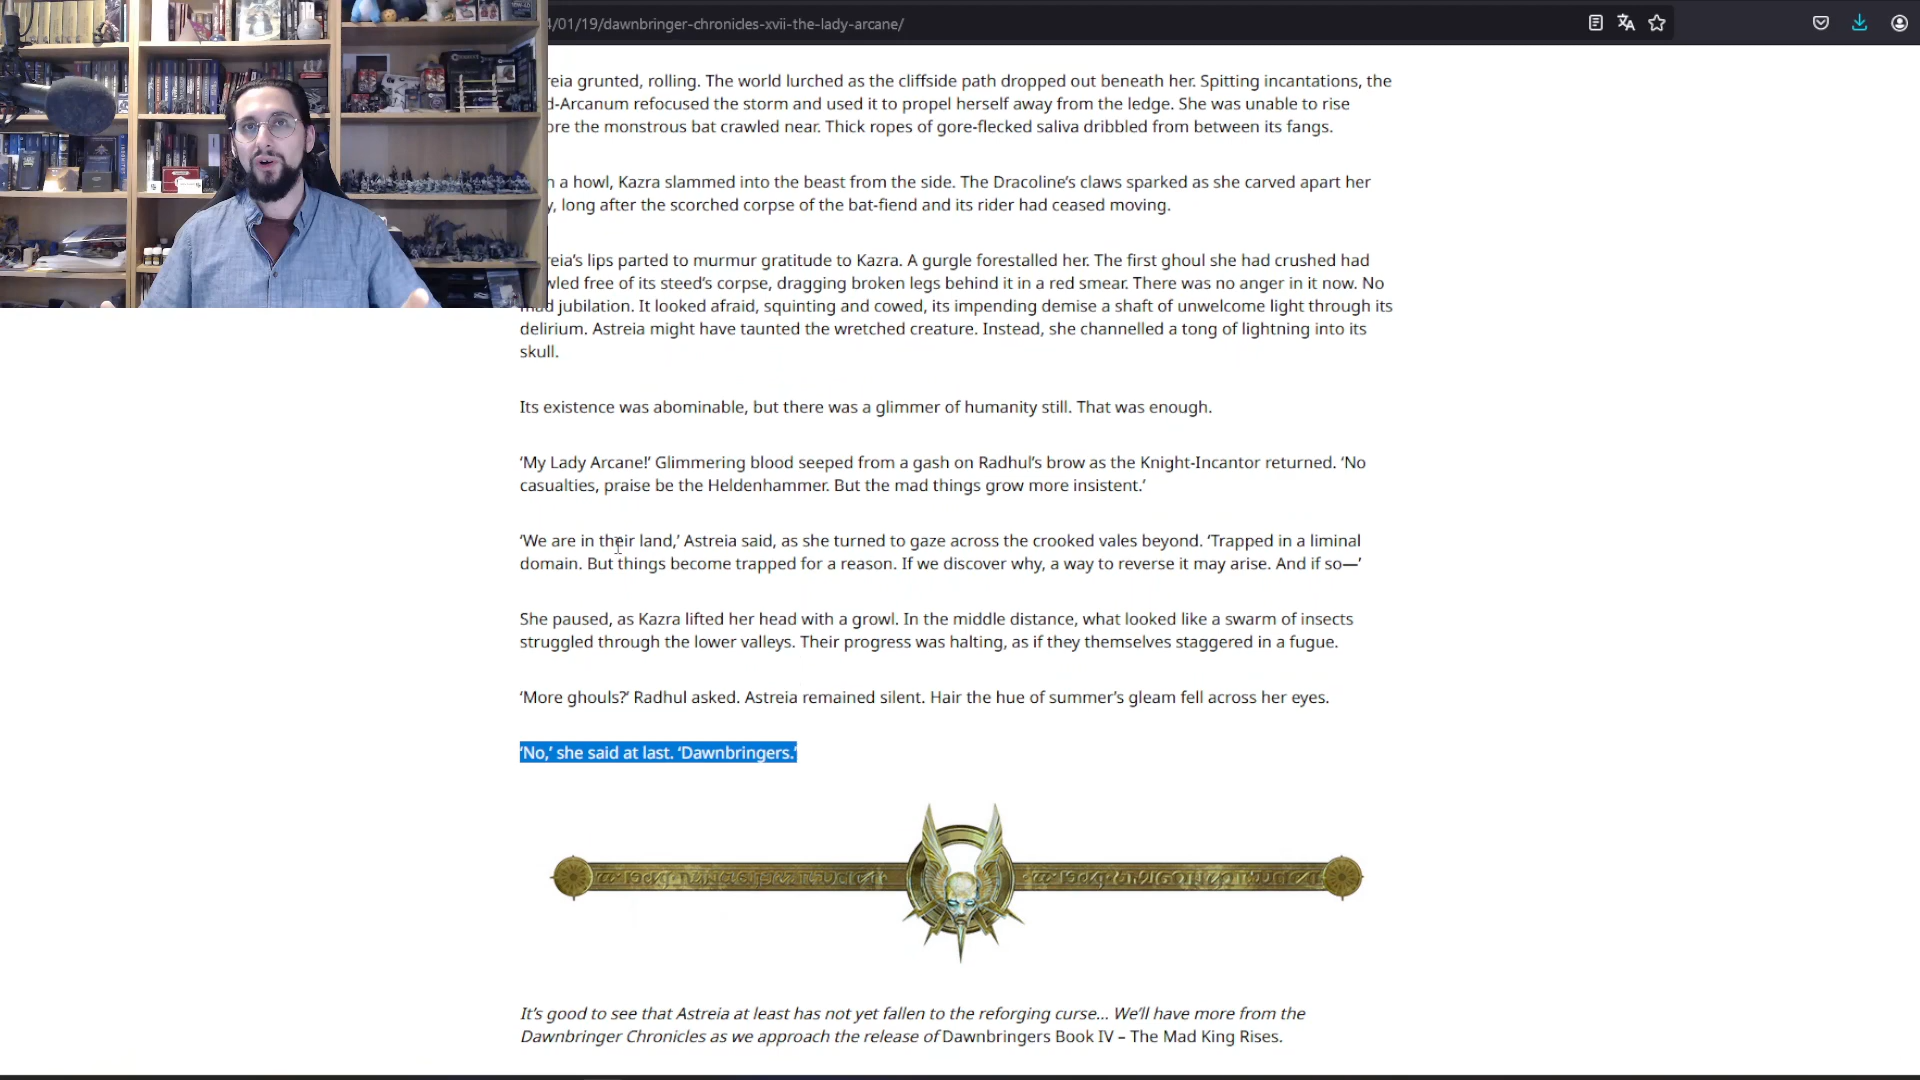 4/01/19/dawnbringer-chronicles-xvii-the-lady-arcane/
grunted, rolling. The world lurched as the cliffside path dropped out beneath her. Spitting incantations, the
refocused the storm and used it to propel herself away from the ledge. She was unable to rise
the monstrous bat crawled near. Thick ropes of gore-flecked saliva dribbled from between its fangs.
a howl, Kazra slammed into the beast from the side. The Dracoline’s claws sparked as she carved apart her
long after the scorched corpse of the bat-fiend and its rider had ceased moving.
lips parted to murmur gratitude to Kazra. A gurgle forestalled her. The first ghoul she had crushed had
free of its steed’s corpse, dragging broken legs behind it in a red smear. There was no anger in it now. No
jubilation. It looked afraid, squinting and cowed, its impending demise a shaft of unwelcome light through its
delirium. Astreia might have taunted the wretched creature. Instead, she channelled a tong of lightning into its
skull.
Its existence was abominable, but there was a glimmer of humanity still. That was enough.
‘My Lady Arcane!’ Glimmering blood seeped from a gash on Radhul’s brow as the Knight-Incantor returned. ‘No
casualties, praise be the Heldenhammer. But the mad things grow more insistent.’
‘We are in their land,’ Astreia said, as she turned to gaze across the crooked vales beyond. ‘Trapped in a liminal
domain. But things become trapped for a reason. If we discover why, a way to reverse it may arise. And if so—’
She paused, as Kazra lifted her head with a growl. In the middle distance, what looked like a swarm of insects
struggled through the lower valleys. Their progress was halting, as if they themselves staggered in a fugue.
‘More ghouls?‘ Radhul asked. Astreia remained silent. Hair the hue of summer’s gleam fell across her eyes.
‘No,’ she said at last. ‘Dawnbringers.’
It’s good to see that Astreia at least has not yet fallen to the reforging curse… We’ll have more from the
Dawnbringer Chronicles as we approach the release of Dawnbringers Book IV – The Mad King Rises.